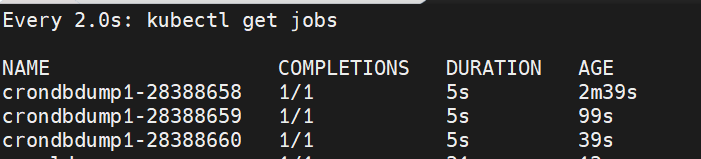 Every 2.0s: kubectl get jobs
NAME COMPLETIONS DURATION AGE
crondbdump1-28388658 1/1 5s 2m39s
crondbdump1-28388659 1/1 5s 99s
crondbdump1-28388660 1/1 5s 39s